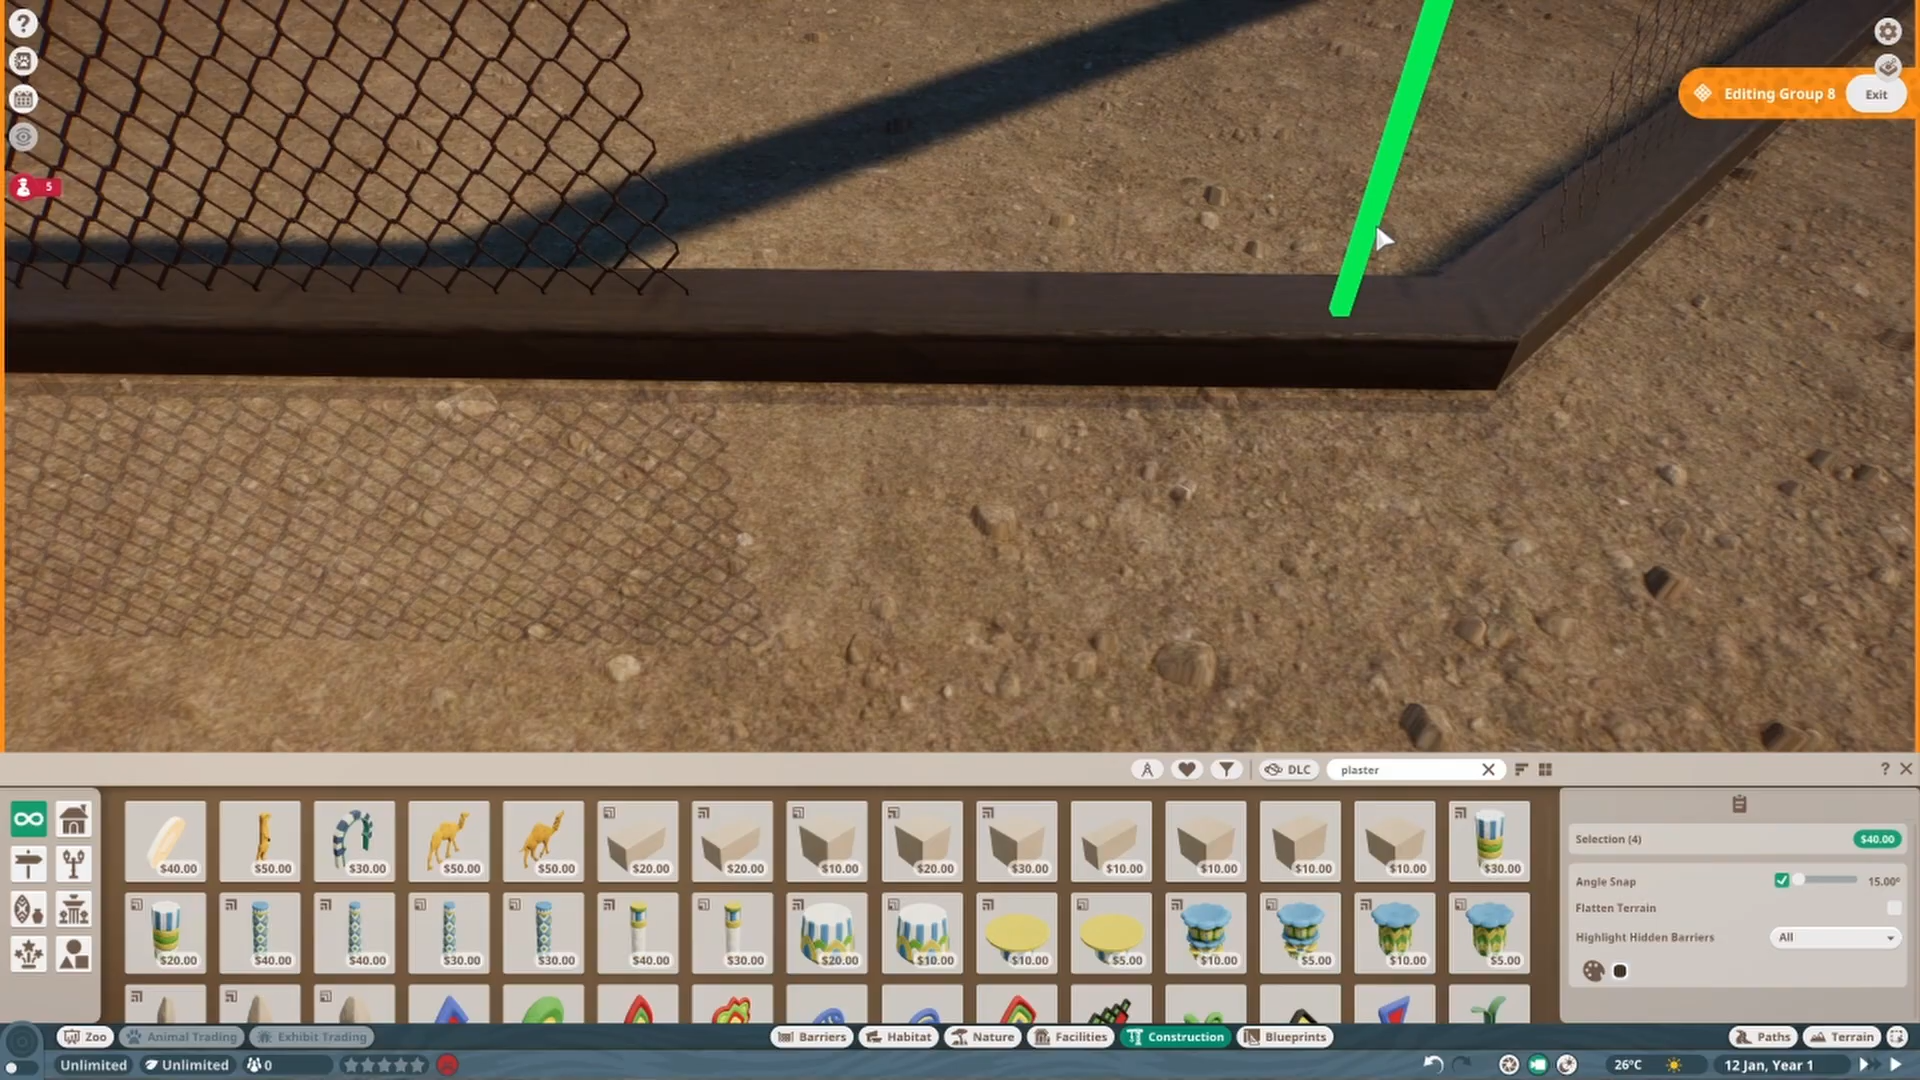 ?
Editing Group 8
Exit
5
DLC
plaster
?
$40.00
$50.00
$30.00
$50.00
$50.00
$20.00
$20.00
$10.00
$20.00
$30.00
$10.00
$10.00
$10.00
$10.00
$30.00
Selection (4)
$40.00
Angle Snap
15.00°
Flatten Terrain
Highlight Hidden Barriers
All
$20.00
$40.00
$40.00
$30.00
$30.00
$40.00
$30.00
$20.00
$10.00
$10.00
$5.00
$10.00
$5.00
$10.00
$5.00
Zoo
Animal Trading
Exhibit Trading
Barriers
Habitat
Nature
Facilities
Construction
Blueprints
Paths
Terrain
Unlimited
Unlimited
0
26°C
12 Jan, Year 1